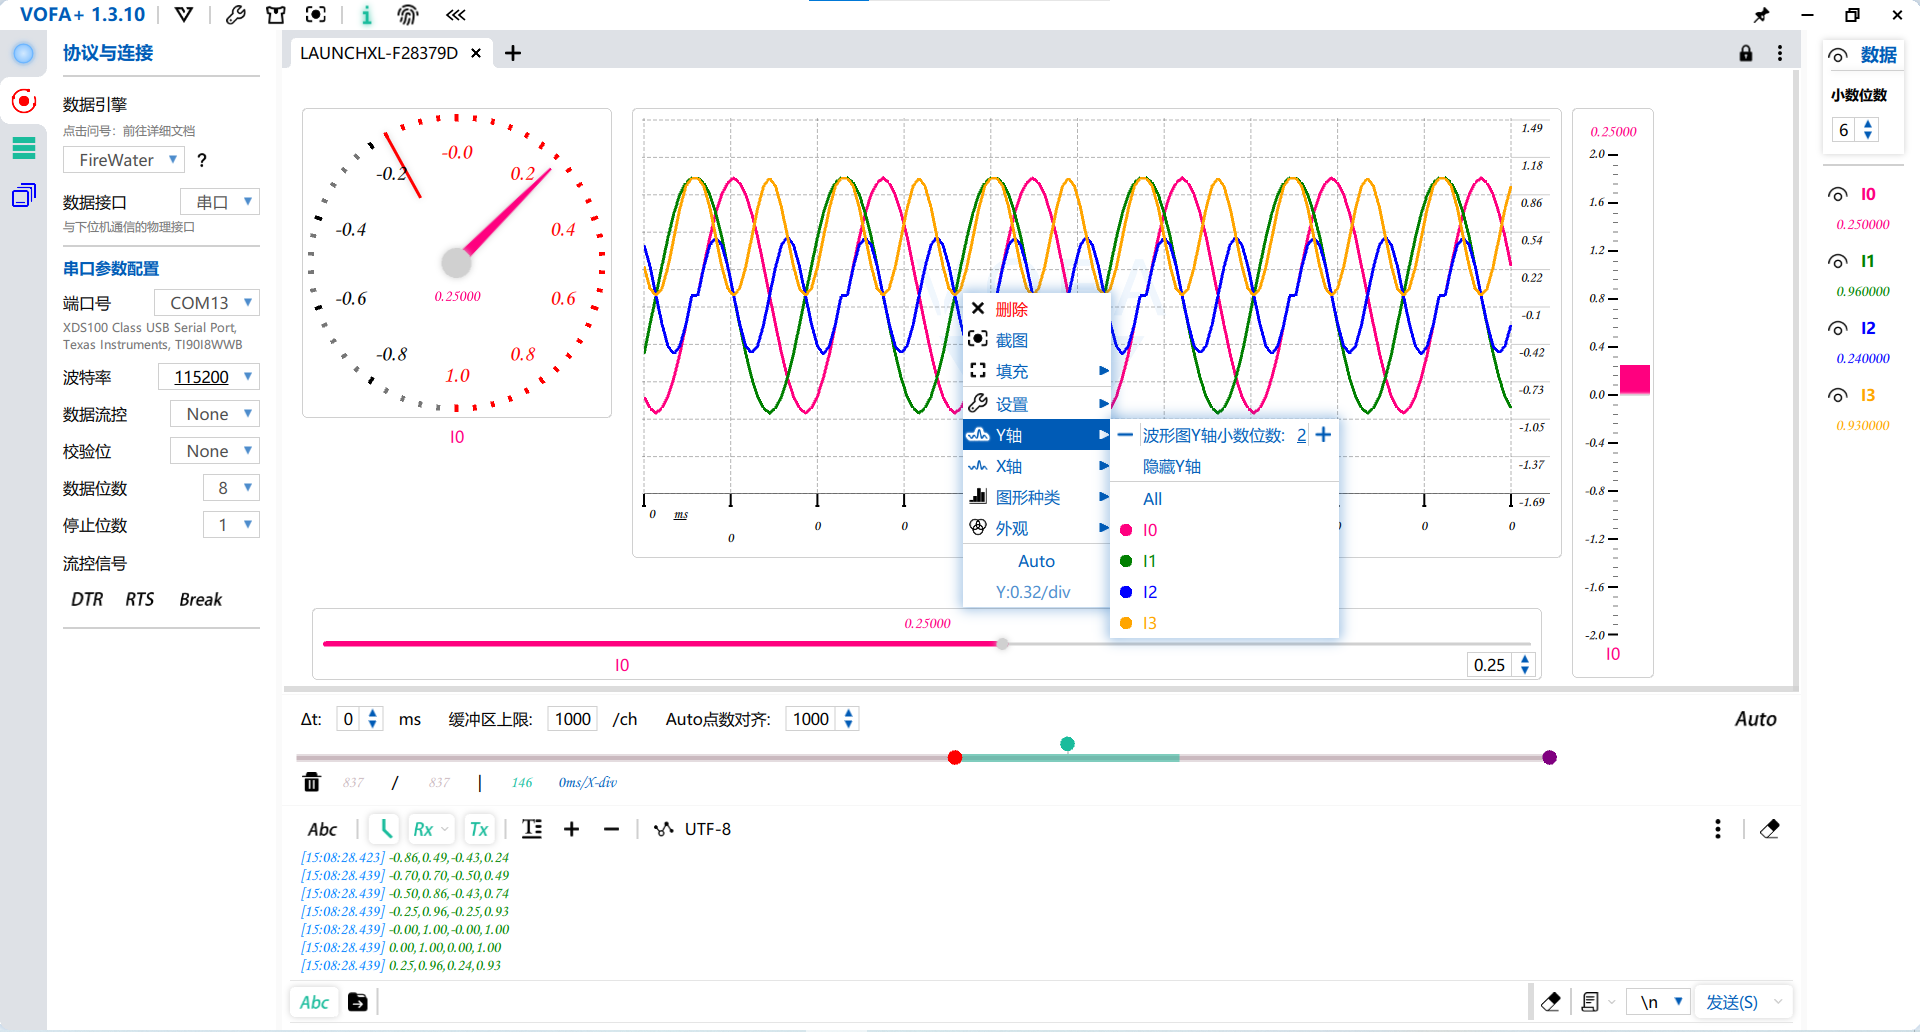 VOFA+ 1.3.10
协议与连接
数据引擎
点击问号：前往详细文档
FireWater ?
数据接口 串口
与下位机通信的物理接口
串口参数配置
端口号 COM13
XDS100 Class USB Serial Port,
Texas Instruments, TI90I8WWB
波特率 115200
数据流控 None
校验位 None
数据位数 8
停止位数 1
流控信号
DTR RTS Break
LAUNCHXL-F28379D
-0.0
-0.2 0.2
-0.4 0.4
0.25000
-0.6 0.6
-0.8 0.8
1.0
I0
1.49
1.18
0.86
0.54
0.22
-0.1
-0.42
-0.73
-1.05
-1.37
-1.69
0 ms
0
0
0
0
0
删除
截图
填充
设置
Y轴
X轴
图形种类
外观
Auto
Y:0.32/div
波形图Y轴小数位数: 2
隐藏Y轴
All
I0
I1
I2
I3
0.25000
2.0
1.6
1.2
0.8
0.4
0.0
-0.4
-0.8
-1.2
-1.6
-2.0
I0
0.25000
I0
0.25
数据
小数位数
6
I0
0.250000
I1
0.960000
I2
0.240000
I3
0.930000
Δt: 0 ms 缓冲区上限: 1000 /ch Auto点数对齐: 1000 Auto
837 / 837 | 146 0ms/X-div
Abc Rx Tx UTF-8
[15:08:28.423] -0.86,0.49,-0.43,0.24
[15:08:28.439] -0.70,0.70,-0.50,0.49
[15:08:28.439] -0.50,0.86,-0.43,0.74
[15:08:28.439] -0.25,0.96,-0.25,0.93
[15:08:28.439] -0.00,1.00,-0.00,1.00
[15:08:28.439] 0.00,1.00,0.00,1.00
[15:08:28.439] 0.25,0.96,0.24,0.93
Abc \n 发送(S)